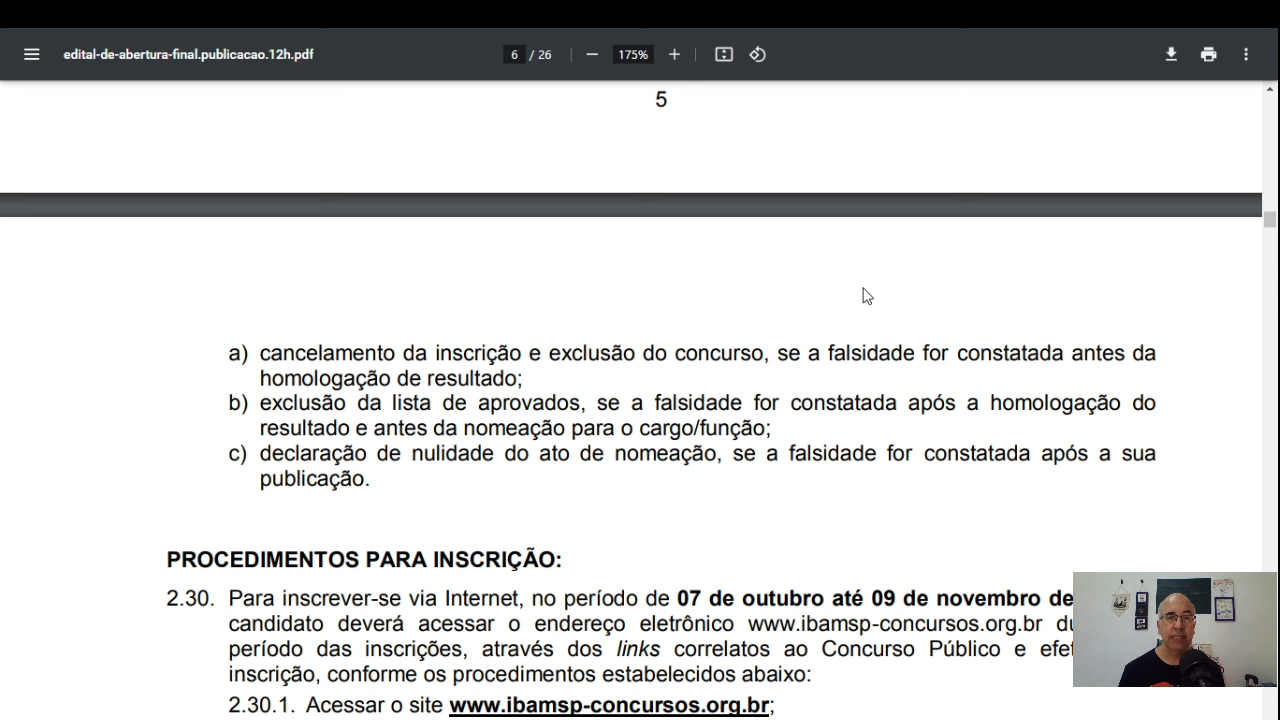 edital-de-abertura-final.publicacao.12h.pdf
6 / 26
175%
5
a) cancelamento da inscrição e exclusão do concurso, se a falsidade for constatada antes da
homologação de resultado;
b) exclusão da lista de aprovados, se a falsidade for constatada após a homologação do
resultado e antes da nomeação para o cargo/função;
c) declaração de nulidade do ato de nomeação, se a falsidade for constatada após a sua
publicação.
PROCEDIMENTOS PARA INSCRIÇÃO:
2.30. Para inscrever-se via Internet, no período de 07 de outubro até 09 de novembro de
candidato deverá acessar o endereço eletrônico www.ibamsp-concursos.org.br
período das inscrições, através dos links correlatos ao Concurso Público e
inscrição, conforme os procedimentos estabelecidos abaixo:
2.30.1. Acessar o site www.ibamsp-concursos.org.br;